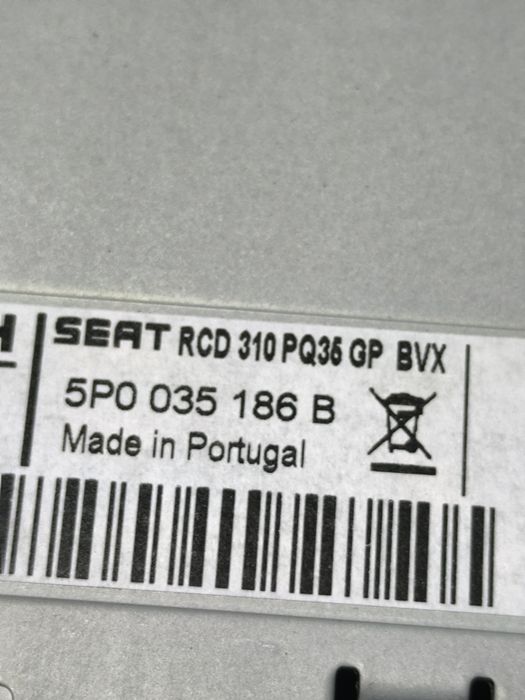 SEAT RCD 310 PQ35 GP BVX
5P0 035 186 B
Made in Portugal